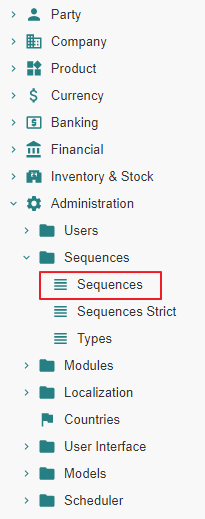 Party
Company
Product
Currency
Banking
Financial
Inventory & Stock
Administration
Users
Sequences
Sequences
Sequences Strict
Types
Modules
Localization
Countries
User Interface
Models
Scheduler